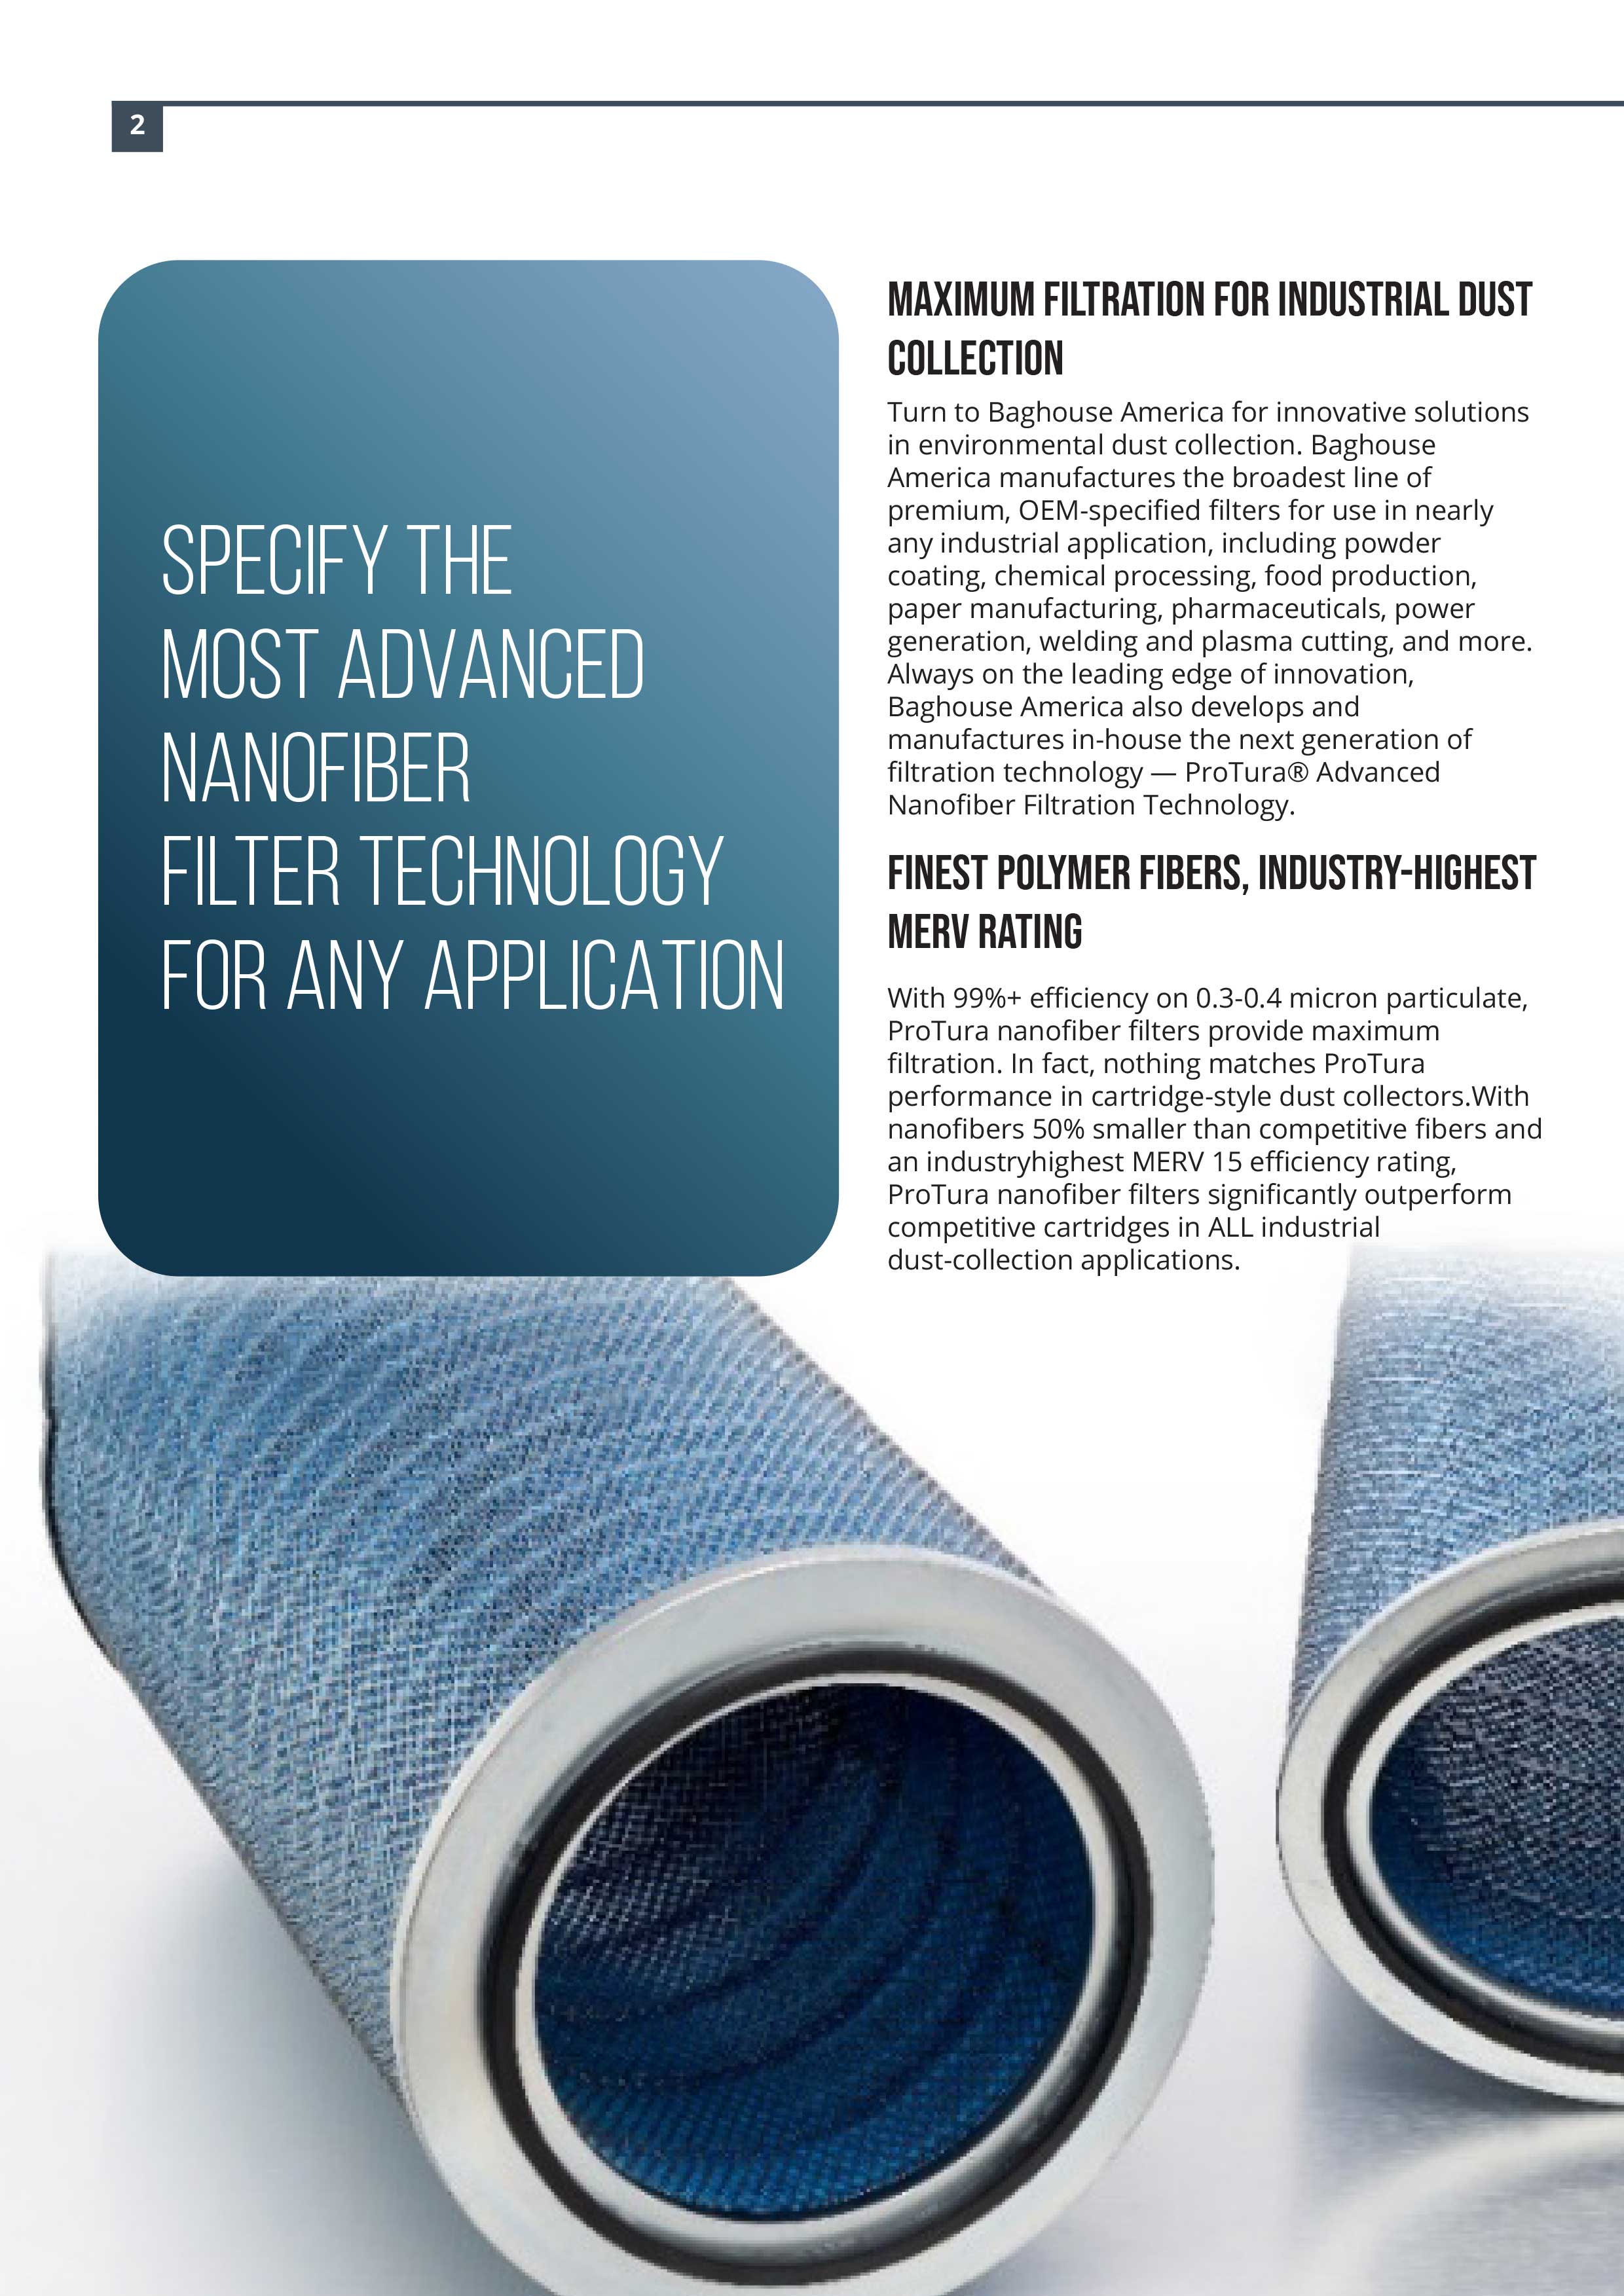 2
SPECIFY THE
MOST ADVANCED
NANOFIBER
FILTER TECHNOLOGY
FOR ANY APPLICATION
MAXIMUM FILTRATION FOR INDUSTRIAL DUST
COLLECTION
Turn to Baghouse America for innovative solutions
in environmental dust collection. Baghouse
America manufactures the broadest line of
premium, OEM-specified filters for use in nearly
any industrial application, including powder
coating, chemical processing, food production,
paper manufacturing, pharmaceuticals, power
generation, welding and plasma cutting, and more.
Always on the leading edge of innovation,
Baghouse America also develops and
manufactures in-house the next generation of
filtration technology — ProTura® Advanced
Nanofiber Filtration Technology.
FINEST POLYMER FIBERS, INDUSTRY-HIGHEST
MERV RATING
With 99%+ efficiency on 0.3-0.4 micron particulate,
ProTura nanofiber filters provide maximum
filtration. In fact, nothing matches ProTura
performance in cartridge-style dust collectors.With
nanofibers 50% smaller than competitive fibers and
an industryhighest MERV 15 efficiency rating,
ProTura nanofiber filters significantly outperform
competitive cartridges in ALL industrial
dust-collection applications.